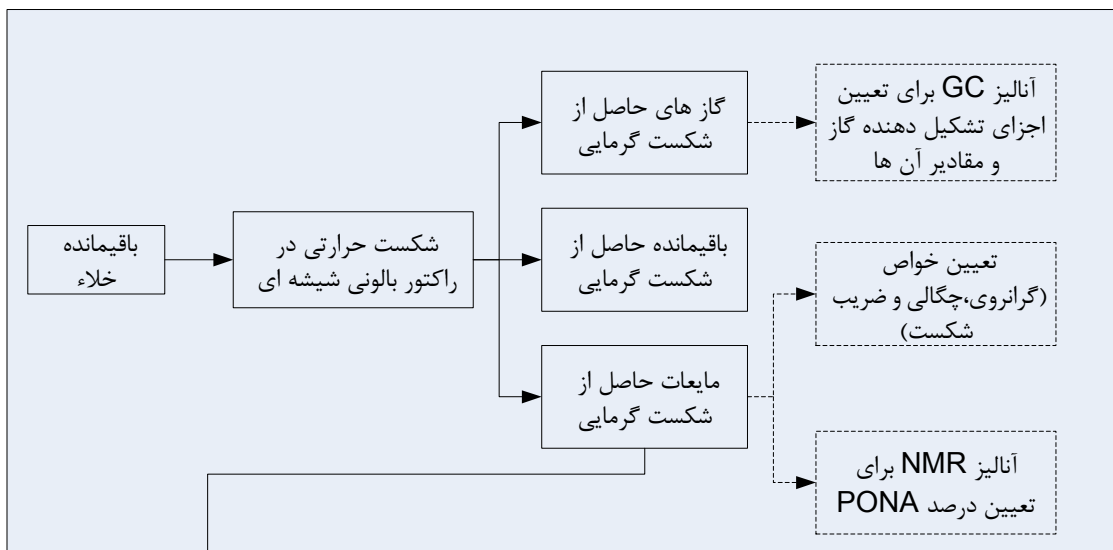 باقیمانده
خلاء
شکست حرارتی در
راکتور بالونی شیشه ای
گاز های حاصل از
شکست گرمایی
باقیمانده حاصل از
شکست گرمایی
مایعات حاصل از
شکست گرمایی
آنالیز GC برای تعیین
اجزای تشکیل دهنده گاز
و مقادیر آن ها
تعیین خواص
(گرانروی،چگالی و ضریب
شکست)
آنالیز NMR برای
تعیین درصد PONA